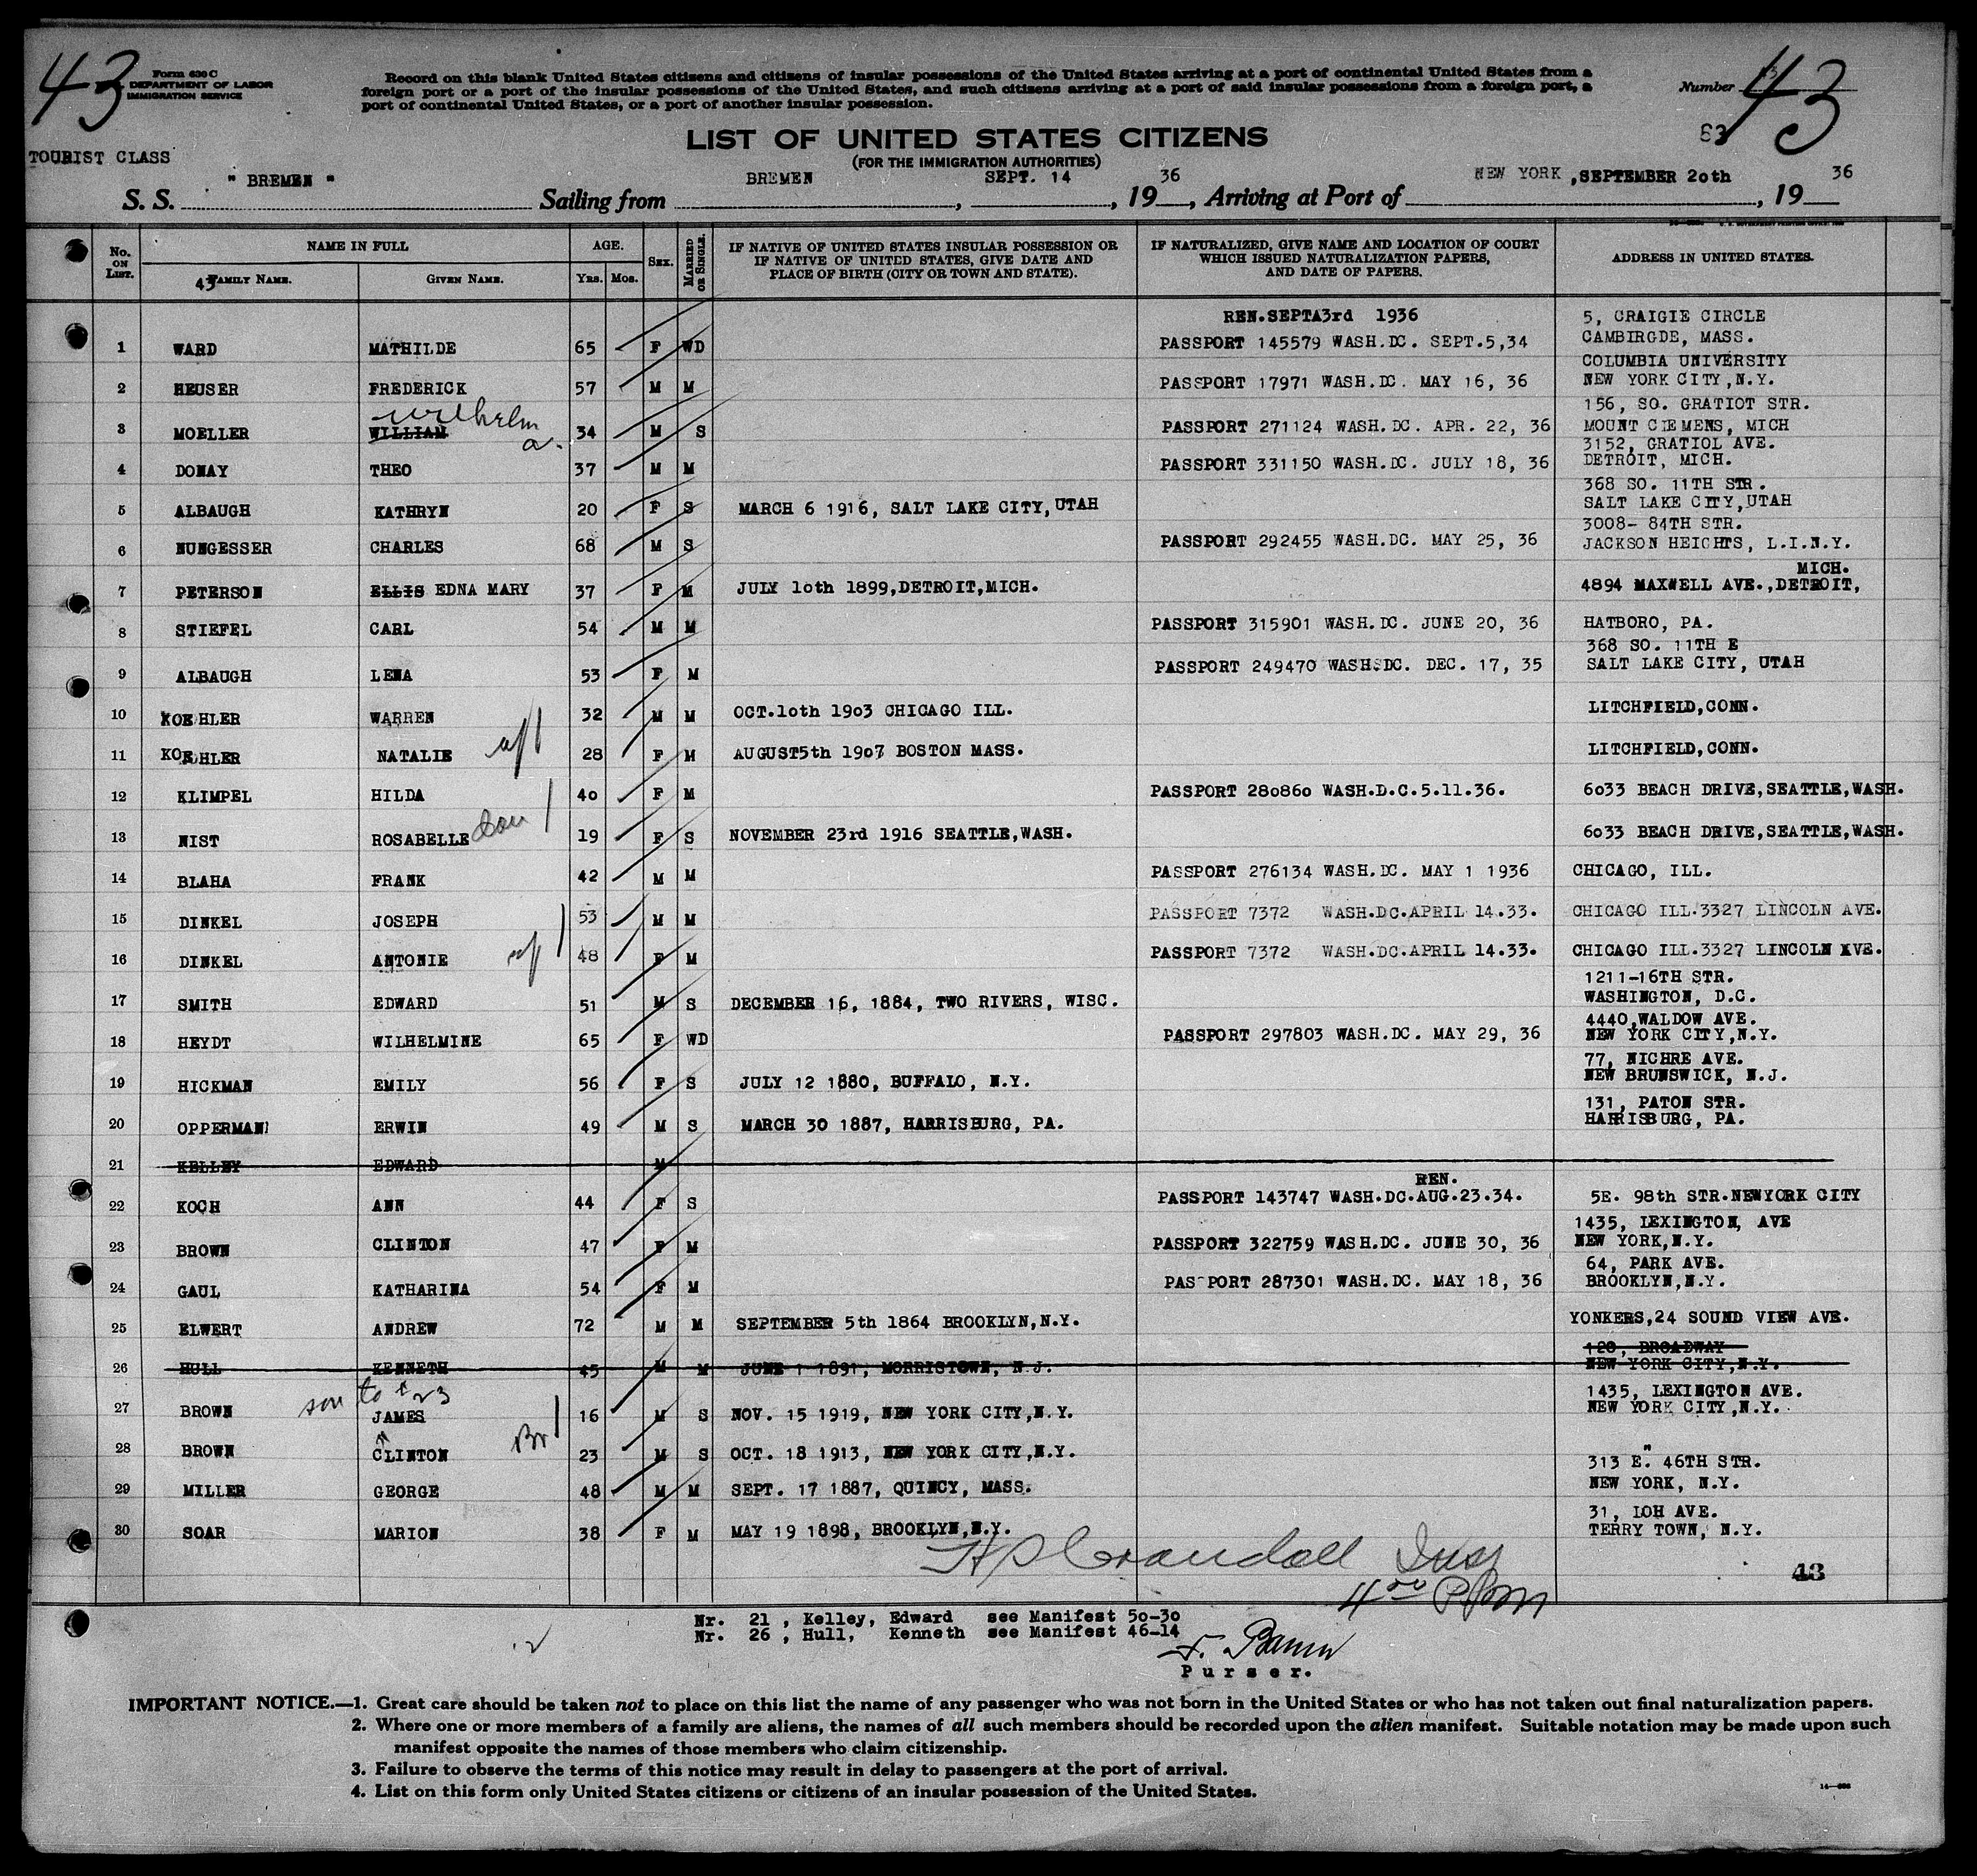 43
Form 630 C
DEPARTMENT OF LABOR
IMMIGRATION SERVICE
Record on this blank United States citizens and citizens of insular possessions of the United States arriving at a port of continental United States from a
foreign port or a port of the insular possessions of the United States, and such citizens arriving at a port of said insular possessions from a foreign port, a
port of continental United States, or a port of another insular possession.
Number 43
43
63
LIST OF UNITED STATES CITIZENS
(FOR THE IMMIGRATION AUTHORITIES)
TOURIST CLASS
S. S. " BREMEN " Sailing from BREMEN, SEPT. 14, 1936, Arriving at Port of NEW YORK, SEPTEMBER 20th, 1936
No. ON LIST. NAME IN FULL AGE. SEX. MARRIED OR SINGLE. IF NATIVE OF UNITED STATES INSULAR POSSESSION OR IF NATIVE OF UNITED STATES, GIVE DATE AND PLACE OF BIRTH (CITY OR TOWN AND STATE). IF NATURALIZED, GIVE NAME AND LOCATION OF COURT WHICH ISSUED NATURALIZATION PAPERS, AND DATE OF PAPERS. ADDRESS IN UNITED STATES.
43 FAMILY NAME. GIVEN NAME. YRS. MOS.
REN.SEPTA3rd 1936 5, CRAIGIE CIRCLE
1 WARD MATHILDE 65 F WD PASSPORT 145579 WASH.DC. SEPT.5,34 CAMBIRGDE, MASS.
COLUMBIA UNIVERSITY
2 HEUSER FREDERICK 57 M M PASSPORT 17971 WASH.DC. MAY 16, 36 NEW YORK CITY,N.Y.
Wilhelm a. 156, SO. GRATIOT STR.
3 MOELLER WILLIAM 34 M S PASSPORT 271124 WASH.DC. APR. 22, 36 MOUNT CLEMENS, MICH
3152, GRATIOL AVE.
4 DONAY THEO 37 M M PASSPORT 331150 WASH.DC. JULY 18, 36 DETROIT, MICH.
368 SO. 11TH STR.
5 ALBAUGH KATHRYN 20 F S MARCH 6 1916, SALT LAKE CITY,UTAH SALT LAKE CITY,UTAH
3008- 84TH STR.
6 NUNGESSER CHARLES 68 M S PASSPORT 292455 WASH.DC. MAY 25, 36 JACKSON HEIGHTS, L.I.N.Y.
MICH.
7 PETERSON ELLIS EDNA MARY 37 F M JULY 10th 1899,DETROIT,MICH. 4894 MAXWELL AVE.,DETROIT,
8 STIEFEL CARL 54 M M PASSPORT 315901 WASH.DC. JUNE 20, 36 HATBORO, PA.
368 SO. 11TH E
9 ALBAUGH LENA 53 F M PASSPORT 249470 WASH.DC. DEC. 17, 35 SALT LAKE CITY, UTAH
10 KOEHLER WARREN 32 M M OCT.10th 1903 CHICAGO ILL. LITCHFIELD,CONN.
11 KOEHLER NATALIE 28 F M AUGUST5th 1907 BOSTON MASS. LITCHFIELD,CONN.
12 KLIMPEL HILDA 40 F M PASSPORT 280860 WASH.D.C.5.11.36. 6033 BEACH DRIVE,SEATTLE,WASH.
13 NIST ROSABELLE 19 F S NOVEMBER 23rd 1916 SEATTLE,WASH. 6033 BEACH DRIVE,SEATTLE,WASH.
14 BLAHA FRANK 42 M M PASSPORT 276134 WASH.DC. MAY 1 1936 CHICAGO, ILL.
15 DINKEL JOSEPH 53 M M PASSPORT 7372 WASH.DC.APRIL 14.33. CHICAGO ILL.3327 LINCOLN AVE.
16 DINKEL ANTONIE 48 F M PASSPORT 7372 WASH.DC.APRIL 14.33. CHICAGO ILL.3327 LINCOLN AVE.
1211-16TH STR.
17 SMITH EDWARD 51 M S DECEMBER 16, 1884, TWO RIVERS, WISC. WASHINGTON, D.C.
4440,WALDOW AVE.
18 HEYDT WILHELMINE 65 F WD PASSPORT 297803 WASH.DC. MAY 29, 36 NEW YORK CITY,N.Y.
77, NICHRE AVE.
19 HICKMAN EMILY 56 F S JULY 12 1880, BUFFALO, N.Y. NEW BRUNSWICK, N.J.
131, PATON STR.
20 OPPERMAN ERWIN 49 M S MARCH 30 1887, HARRISBURG, PA. HARRISBURG, PA.
21 KELLEY EDWARD M
REN.
22 KOCH ANN 44 F S PASSPORT 143747 WASH.DC.AUG.23.34. 5E. 98th STR.NEWYORK CITY
1435, LEXINGTON, AVE
23 BROWN CLINTON 47 F M PASSPORT 322759 WASH.DC. JUNE 30, 36 NEW YORK,N.Y.
64, PARK AVE.
24 GAUL KATHARINA 54 F M PASSPORT 287301 WASH.DC. MAY 18, 36 BROOKLYN,N.Y.
25 ELWERT ANDREW 72 M M SEPTEMBER 5th 1864 BROOKLYN,N.Y. YONKERS,24 SOUND VIEW AVE.
120, BROADWAY
26 HULL KENNETH 45 M M JUNE 1 1891, MORRISTOWN, N.J. NEW YORK CITY,N.Y.
son to #23 1435, LEXINGTON AVE.
27 BROWN JAMES 16 M S NOV. 15 1919, NEW YORK CITY,N.Y. NEW YORK CITY,N.Y.
28 BROWN CLINTON Br 23 M S OCT. 18 1913, NEW YORK CITY,N.Y. "
313 E. 46TH STR.
29 MILLER GEORGE 48 M M SEPT. 17 1887, QUINCY, MASS. NEW YORK, N.Y.
31, LOH AVE.
30 SOAR MARION 38 F M MAY 19 1898, BROOKLYN,N.Y. TERRY TOWN, N.Y.
H P Crandall Insp
43
4 00 P.m
Nr. 21 , Kelley, Edward see Manifest 50-30
Nr. 26 , Hull, Kenneth see Manifest 46-14
Purser.
IMPORTANT NOTICE.—1. Great care should be taken not to place on this list the name of any passenger who was not born in the United States or who has not taken out final naturalization papers.
2. Where one or more members of a family are aliens, the names of all such members should be recorded upon the alien manifest. Suitable notation may be made upon such
manifest opposite the names of those members who claim citizenship.
3. Failure to observe the terms of this notice may result in delay to passengers at the port of arrival.
4. List on this form only United States citizens or citizens of an insular possession of the United States.